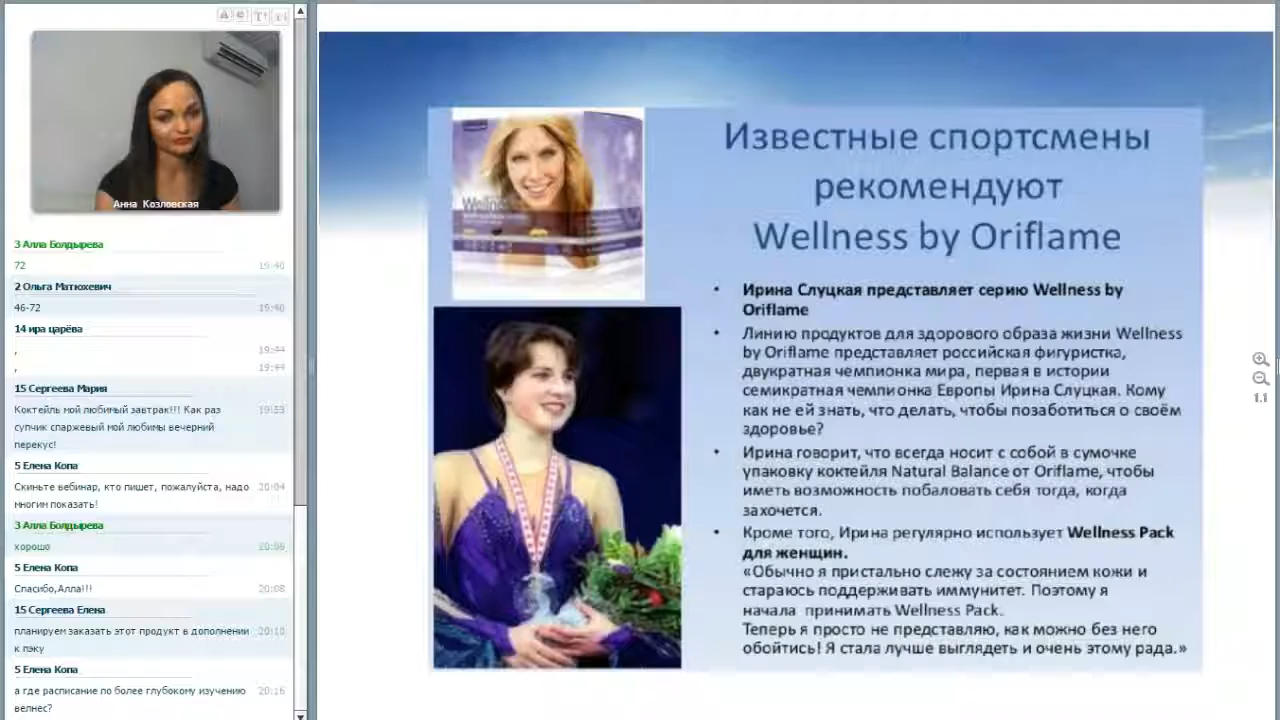 Анна Козловская
3 Алла Болдырева
72 19:40
2 Ольга Матюхевич
46-72 19:40
14 ира царёва
, 19:44
, 19:44
15 Сергеева Мария
Коктейль мой любимый завтрак!!! Как раз 19:53
супчик спаржевый мой любимы вечерний
перекус!
5 Елена Копа
Скиньте вебинар, кто пишет, пожалуйста, надо 20:04
многим показать!
3 Алла Болдырева
хорошо 20:06
5 Елена Копа
Спасибо,Алла!!! 20:08
15 Сергеева Елена
планируем заказать этот продукт в дополнении 20:10
к пэку
5 Елена Копа
а где расписание по более глубокому изучению 20:16
велнес?
Wellness
Известные спортсмены
рекомендуют
Wellness by Oriflame
• Ирина Слуцкая представляет серию Wellness by
Oriflame
• Линию продуктов для здорового образа жизни Wellness
by Oriflame представляет российская фигуристка,
двукратная чемпионка мира, первая в истории
семикратная чемпионка Европы Ирина Слуцкая. Кому
как не ей знать, что делать, чтобы позаботиться о своём
здоровье?
• Ирина говорит, что всегда носит с собой в сумочке
упаковку коктейля Natural Balance от Oriflame, чтобы
иметь возможность побаловать себя тогда, когда
захочется.
• Кроме того, Ирина регулярно использует Wellness Pack
для женщин.
«Обычно я пристально слежу за состоянием кожи и
стараюсь поддерживать иммунитет. Поэтому я
начала принимать Wellness Pack.
Теперь я просто не представляю, как можно без него
обойтись! Я стала лучше выглядеть и очень этому рада.»
1:1